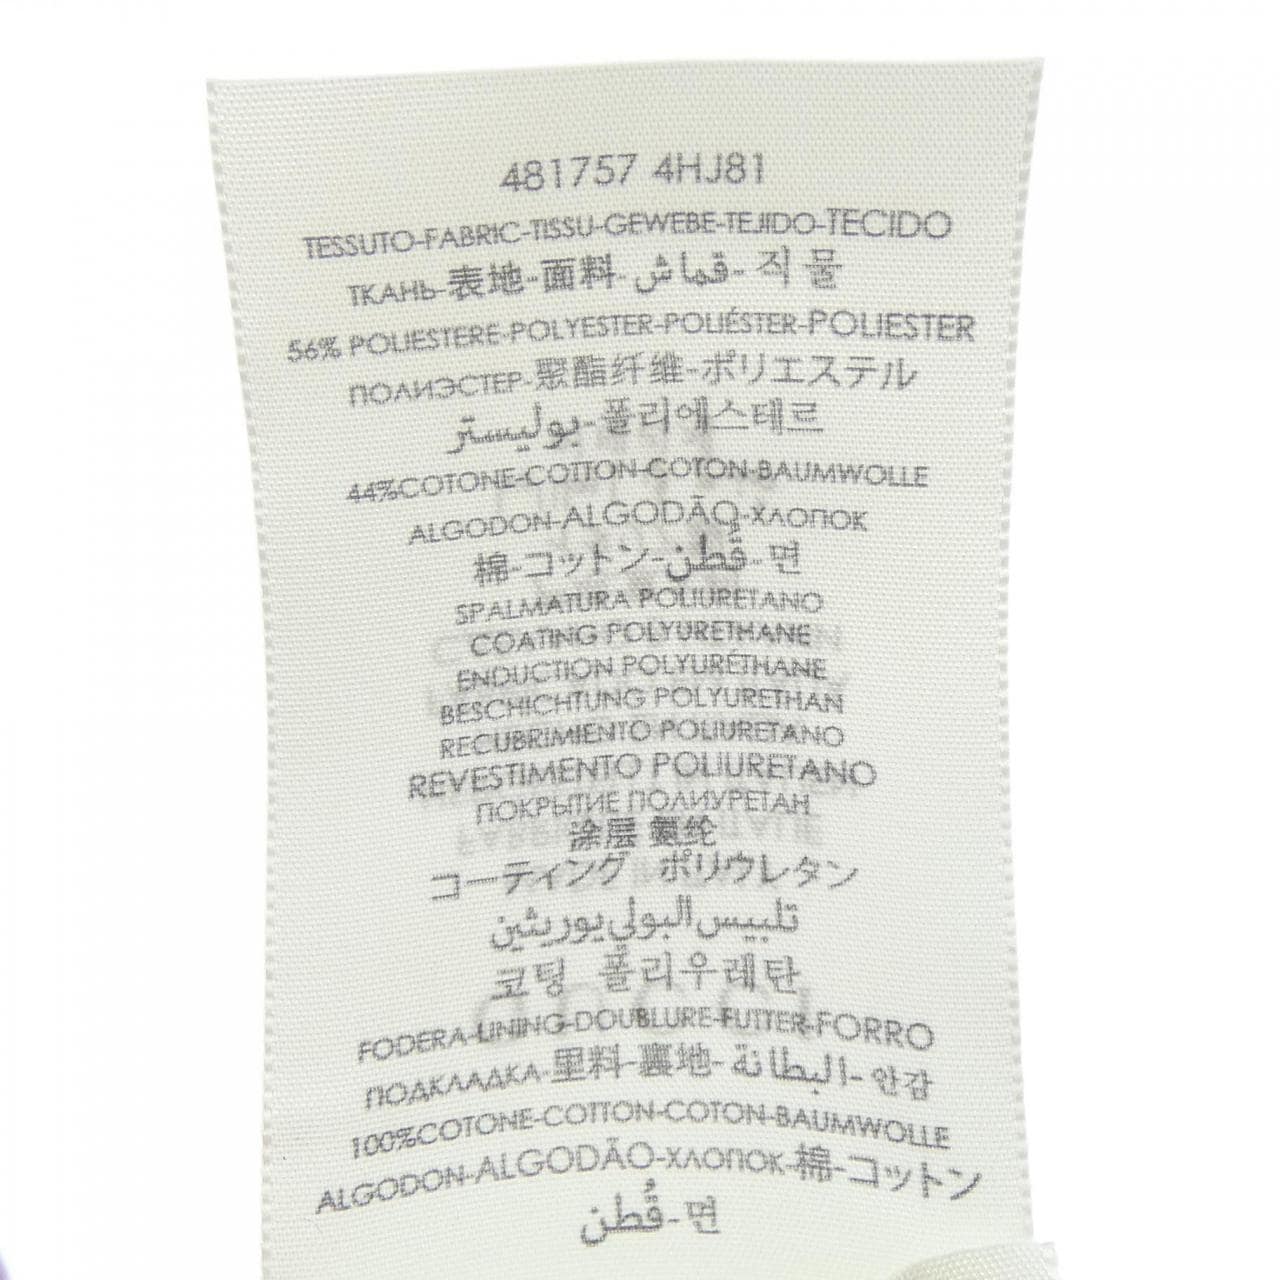 481757 4HJ81
TESSUTO-FABRIC-TISSU-GEWEBE-TEJIDO-TECIDO
ТКАНЬ-表地-面料-قماش-직물
56% POLIESTERE-POLYESTER-POLIÉSTER-POLIESTER
ПОЛИЭСТЕР-聚酯纤维-ポリエステル
بوليستر-폴리에스테르
44%COTONE-COTTON-COTON-BAUMWOLLE
ALGODON-ALGODÃO-ХЛОПОК
棉-コットン-قُطن-면
SPALMATURA POLIURETANO
COATING POLYURETHANE
ENDUCTION POLYURÉTHANE
BESCHICHTUNG POLYURETHAN
RECUBRIMIENTO POLIURETANO
REVESTIMENTO POLIURETANO
ПОКРЫТИЕ ПОЛИУРЕТАН
涂层 氨纶
コーティング ポリウレタン
تلبيس البولي يوريثين
코팅 폴리우레탄
FODERA-LINING-DOUBLURE-FUTTER-FORRO
ПОДКЛАДКА-里料-裏地-البطانة-안감
100%COTONE-COTTON-COTON-BAUMWOLLE
ALGODON-ALGODÃO-ХЛОПОК-棉-コットン
قُطن-면